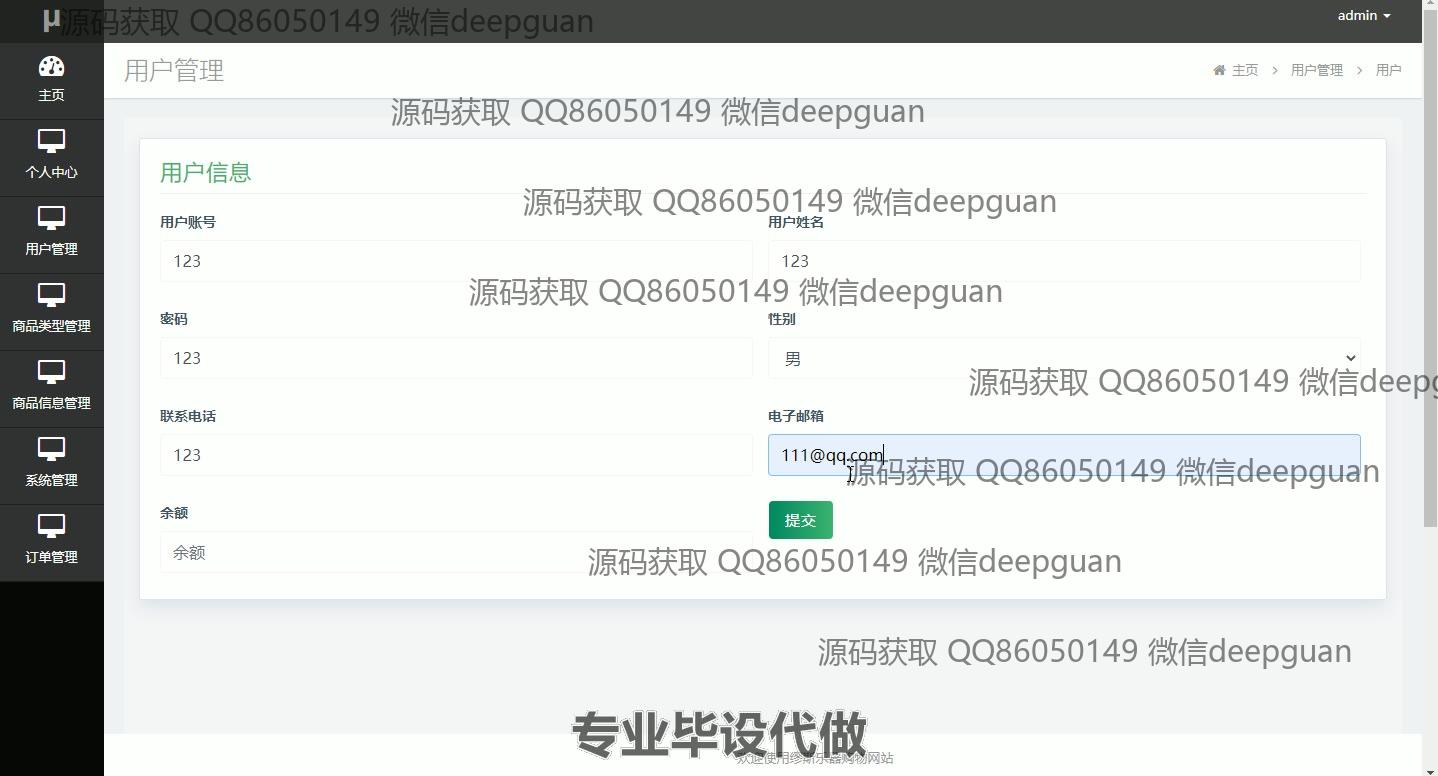 μ
源码获取 QQ86050149 微信deepguan
admin
主页
用户管理
主页 > 用户管理 > 用户
源码获取 QQ86050149 微信deepguan
个人中心
用户信息
源码获取 QQ86050149 微信deepguan
用户账号
用户姓名
用户管理
123
123
源码获取 QQ86050149 微信deepguan
密码
性别
商品类型管理
123
男
源码获取 QQ86050149 微信deepg
商品信息管理
联系电话
电子邮箱
123
111@qq.com
源码获取 QQ86050149 微信deepguan
系统管理
余额
提交
余额
源码获取 QQ86050149 微信deepguan
订单管理
源码获取 QQ86050149 微信deepguan
专业毕设代做
欢迎使用缪斯乐器购物网站